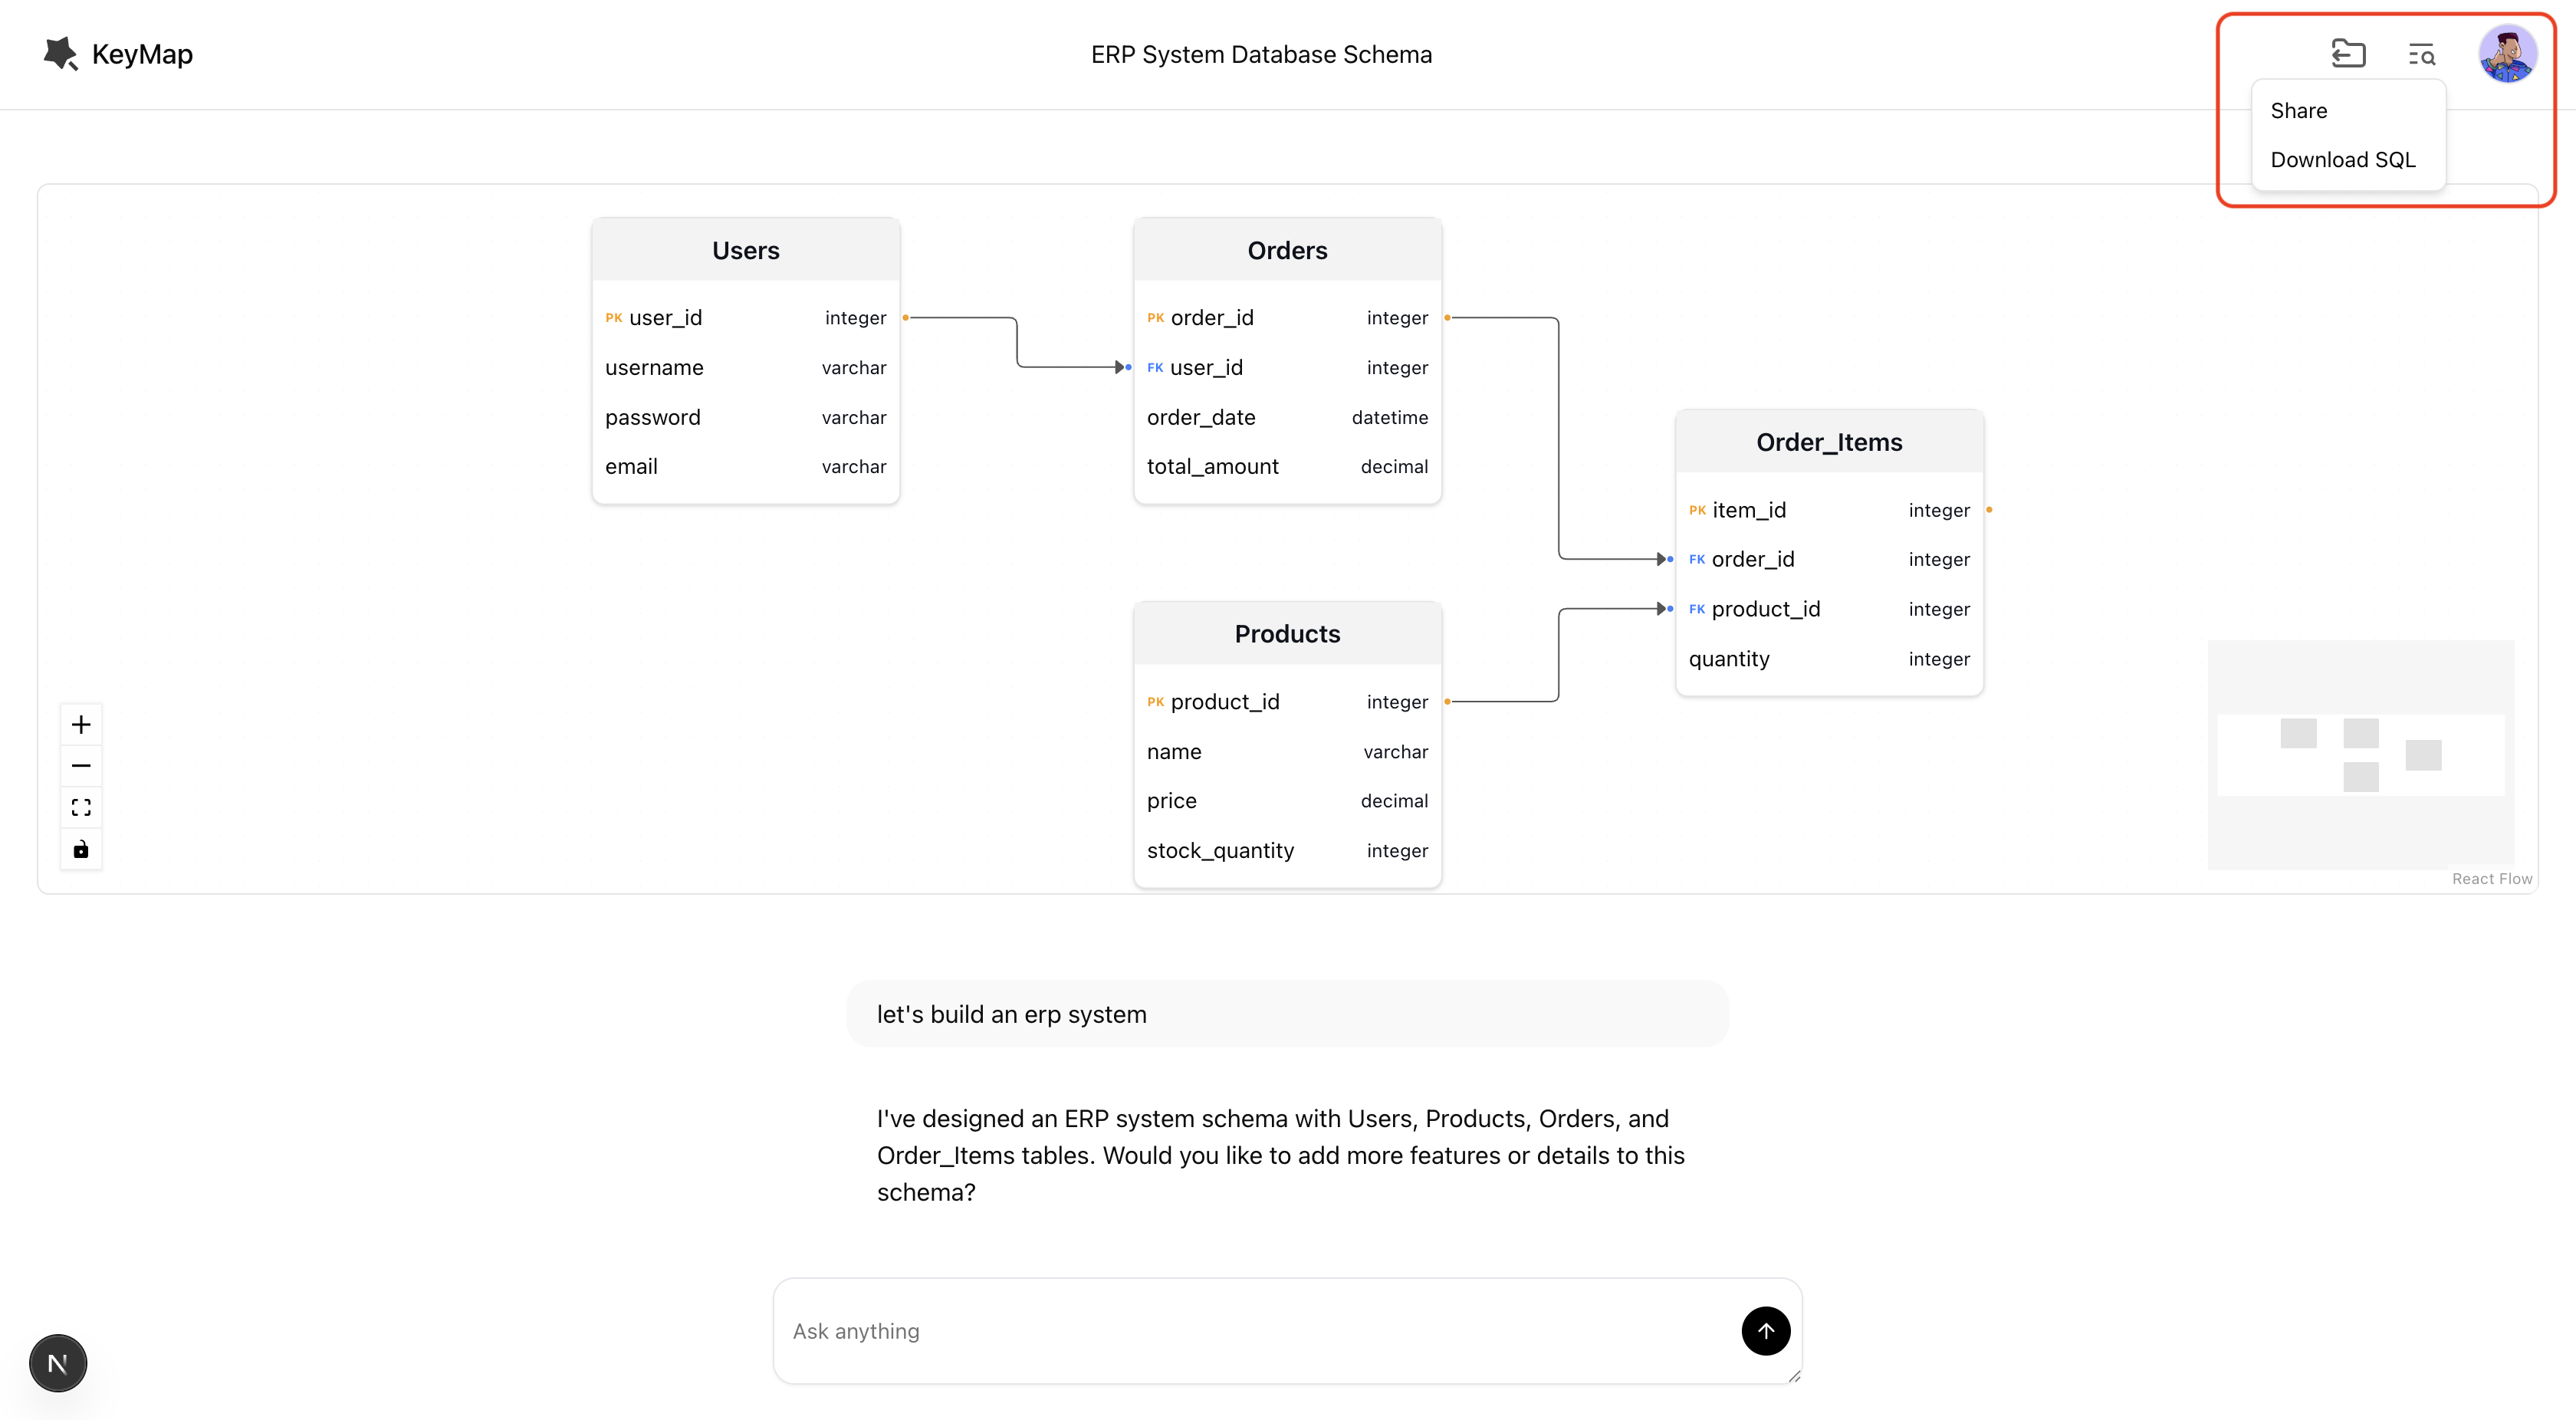 KeyMap
ERP System Database Schema
Share
Download SQL
Users
PK user_id integer
username varchar
password varchar
email varchar
Orders
PK order_id integer
FK user_id integer
order_date datetime
total_amount decimal
Order_Items
PK item_id integer
FK order_id integer
FK product_id integer
quantity integer
Products
PK product_id integer
name varchar
price decimal
stock_quantity integer
React Flow
let's build an erp system
I've designed an ERP system schema with Users, Products, Orders, and
Order_Items tables. Would you like to add more features or details to this
schema?
Ask anything
N